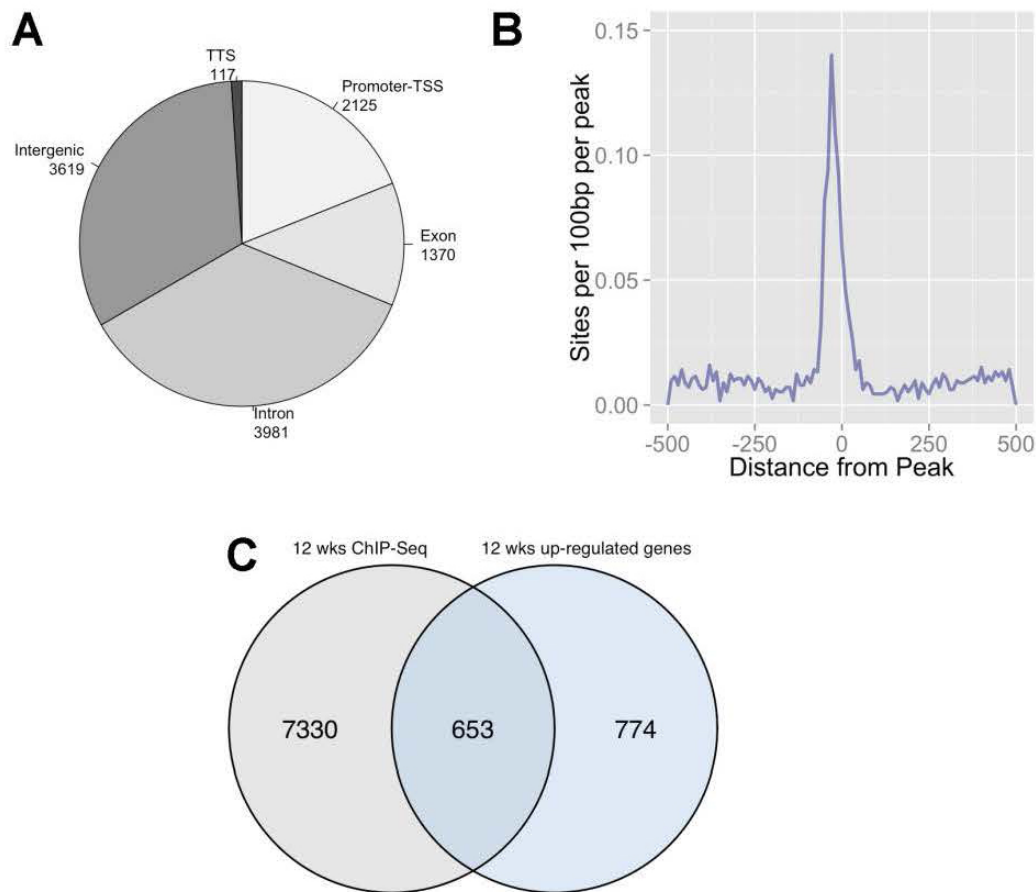 A
TTS
117
Promoter-TSS
2125
Intergenic
3619
Exon
1370
Intron
3981
B
Sites per 100bp per peak
0.15
0.10
0.05
0.00
-500 -250 0 250 500
Distance from Peak
C
12 wks ChIP-Seq 12 wks up-regulated genes
7330 653 774